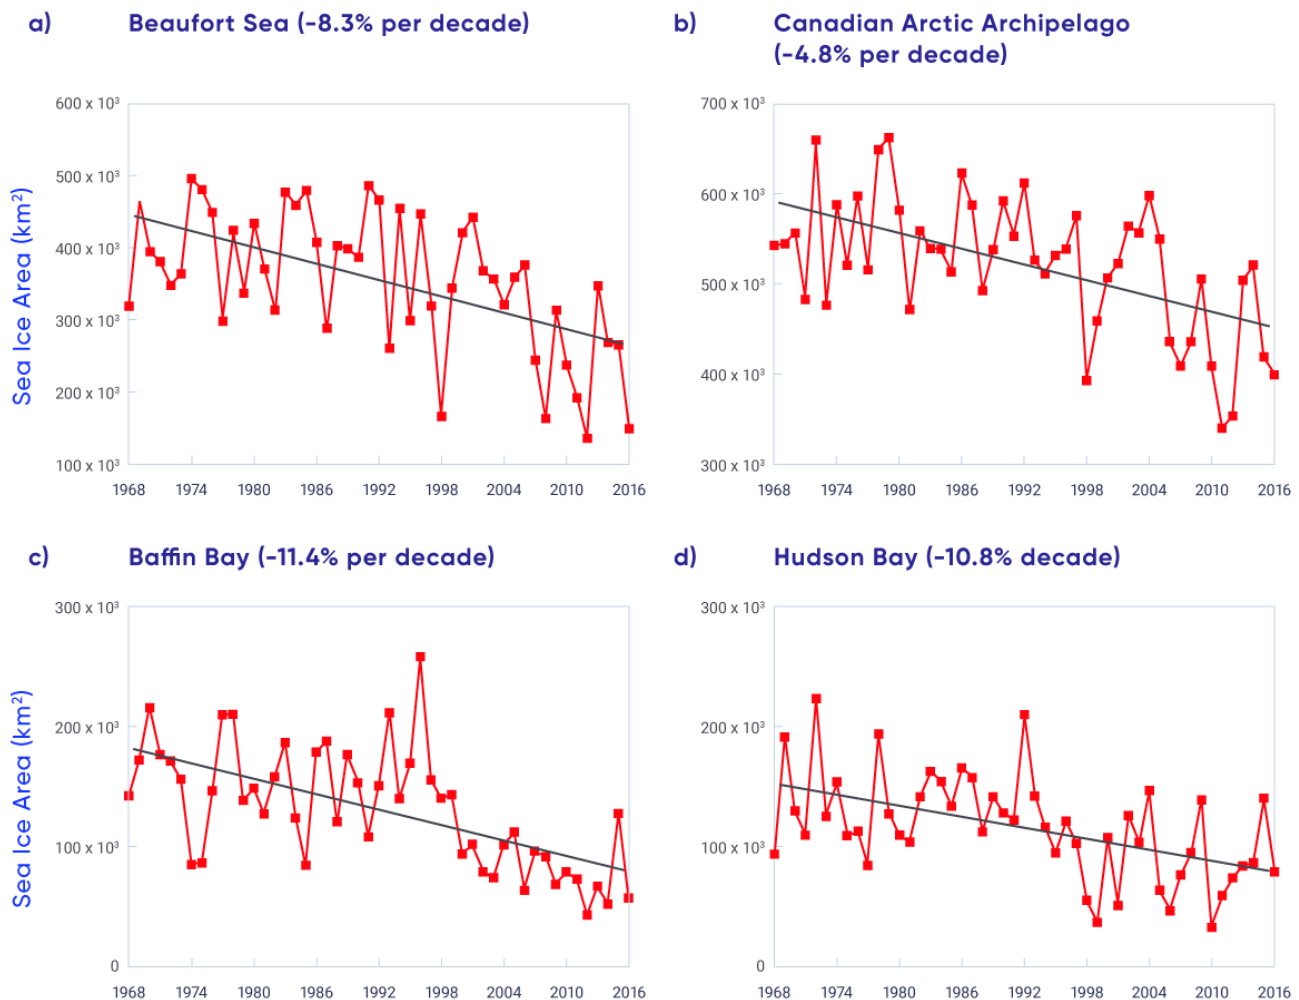 a)
Beaufort Sea (-8.3% per decade)
Sea Ice Area (km²)
600 x 10³
500 x 10³
400 x 10³
300 x 10³
200 x 10³
100 x 10³
1968 1974 1980 1986 1992 1998 2004 2010 2016
b)
Canadian Arctic Archipelago
(-4.8% per decade)
700 x 10³
600 x 10³
500 x 10³
400 x 10³
300 x 10³
1968 1974 1980 1986 1992 1998 2004 2010 2016
c)
Baffin Bay (-11.4% per decade)
Sea Ice Area (km²)
300 x 10³
200 x 10³
100 x 10³
0
1968 1974 1980 1986 1992 1998 2004 2010 2016
d)
Hudson Bay (-10.8% decade)
300 x 10³
200 x 10³
100 x 10³
0
1968 1974 1980 1986 1992 1998 2004 2010 2016